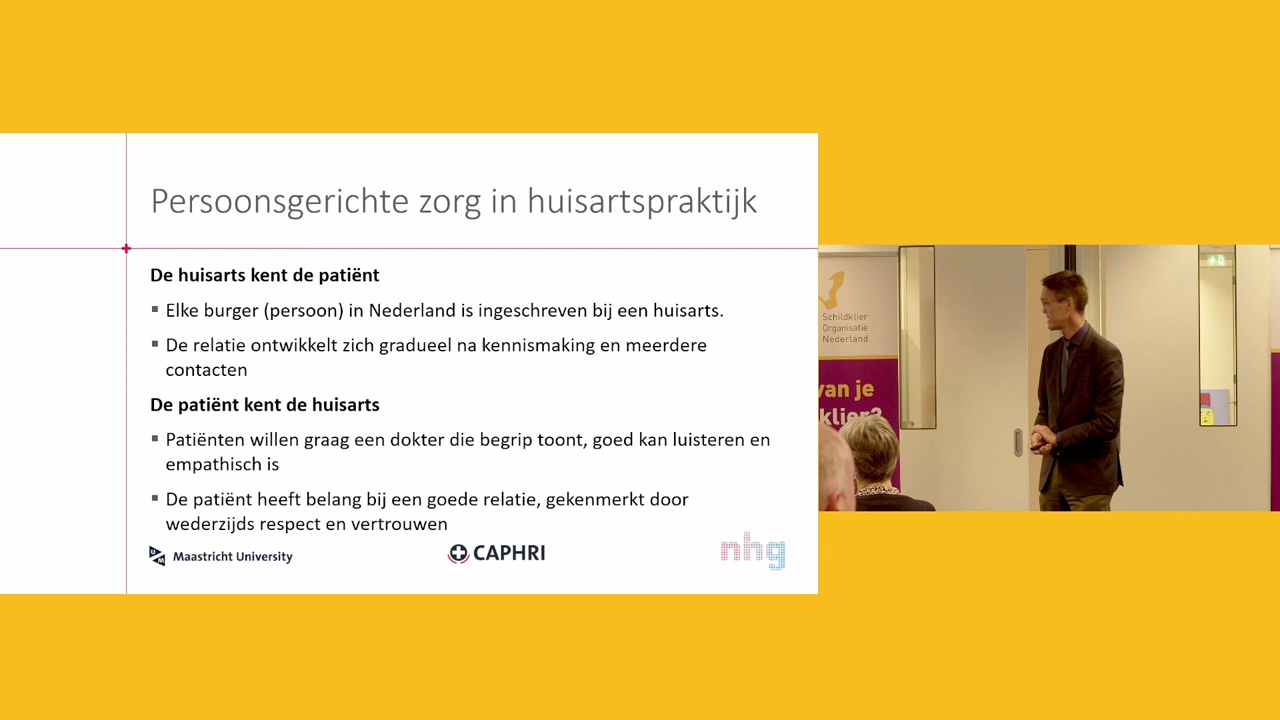 Persoonsgerichte zorg in huisartspraktijk
De huisarts kent de patiënt
▪ Elke burger (persoon) in Nederland is ingeschreven bij een huisarts.
▪ De relatie ontwikkelt zich gradueel na kennismaking en meerdere
contacten
De patiënt kent de huisarts
▪ Patiënten willen graag een dokter die begrip toont, goed kan luisteren en
empathisch is
▪ De patiënt heeft belang bij een goede relatie, gekenmerkt door
wederzijds respect en vertrouwen
Maastricht University
CAPHRI
nhg
Schildklier
Organisatie
Nederland
van je
klier?